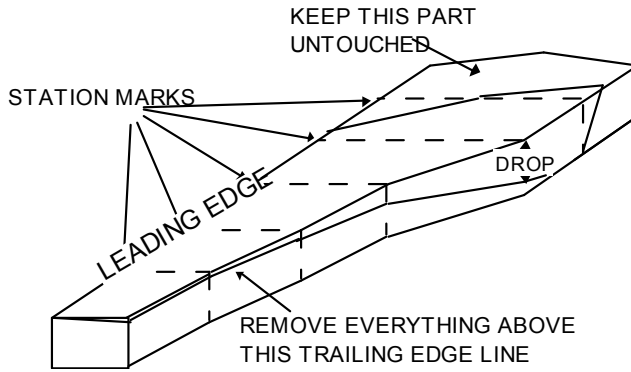 KEEP THIS PART
UNTOUCHED
STATION MARKS
LEADING EDGE
DROP
REMOVE EVERYTHING ABOVE
THIS TRAILING EDGE LINE